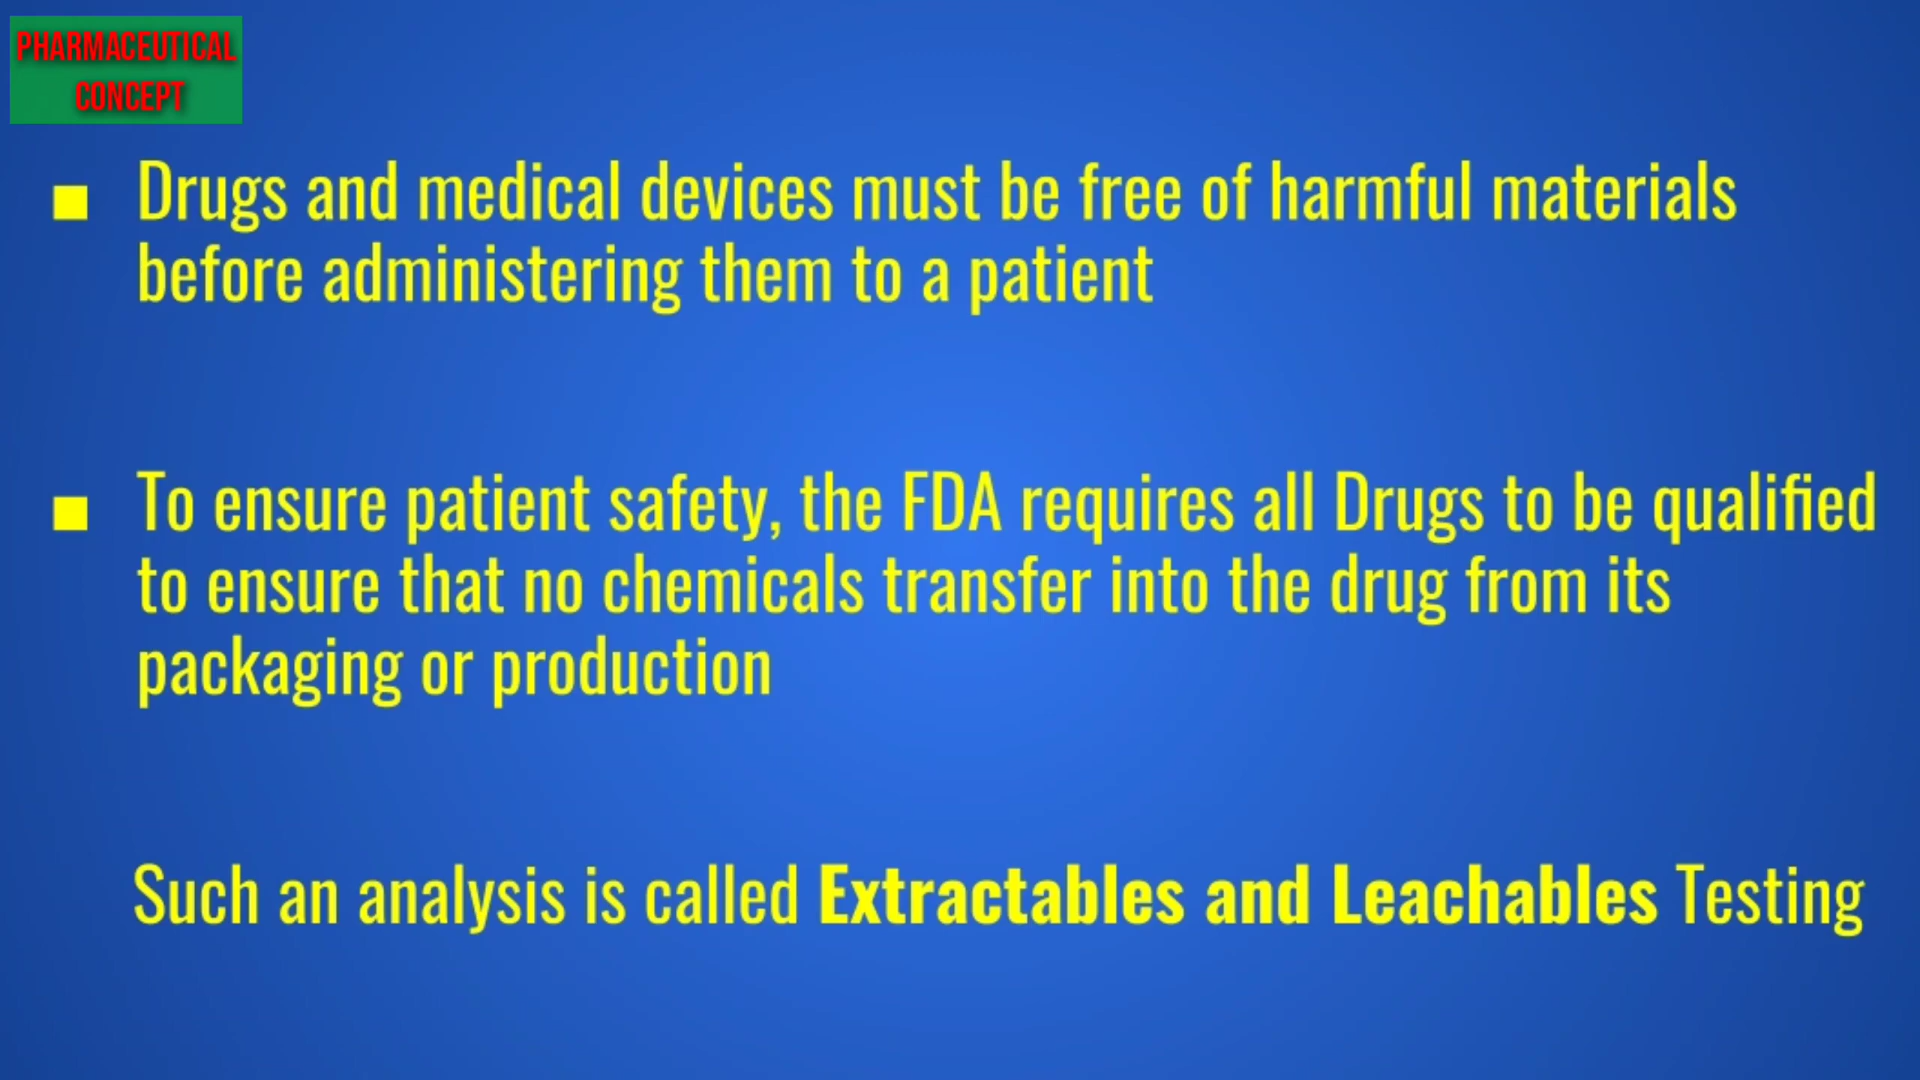 PHARMACEUTICAL
CONCEPT
Drugs and medical devices must be free of harmful materials
before administering them to a patient
To ensure patient safety, the FDA requires all Drugs to be qualified
to ensure that no chemicals transfer into the drug from its
packaging or production
Such an analysis is called Extractables and Leachables Testing